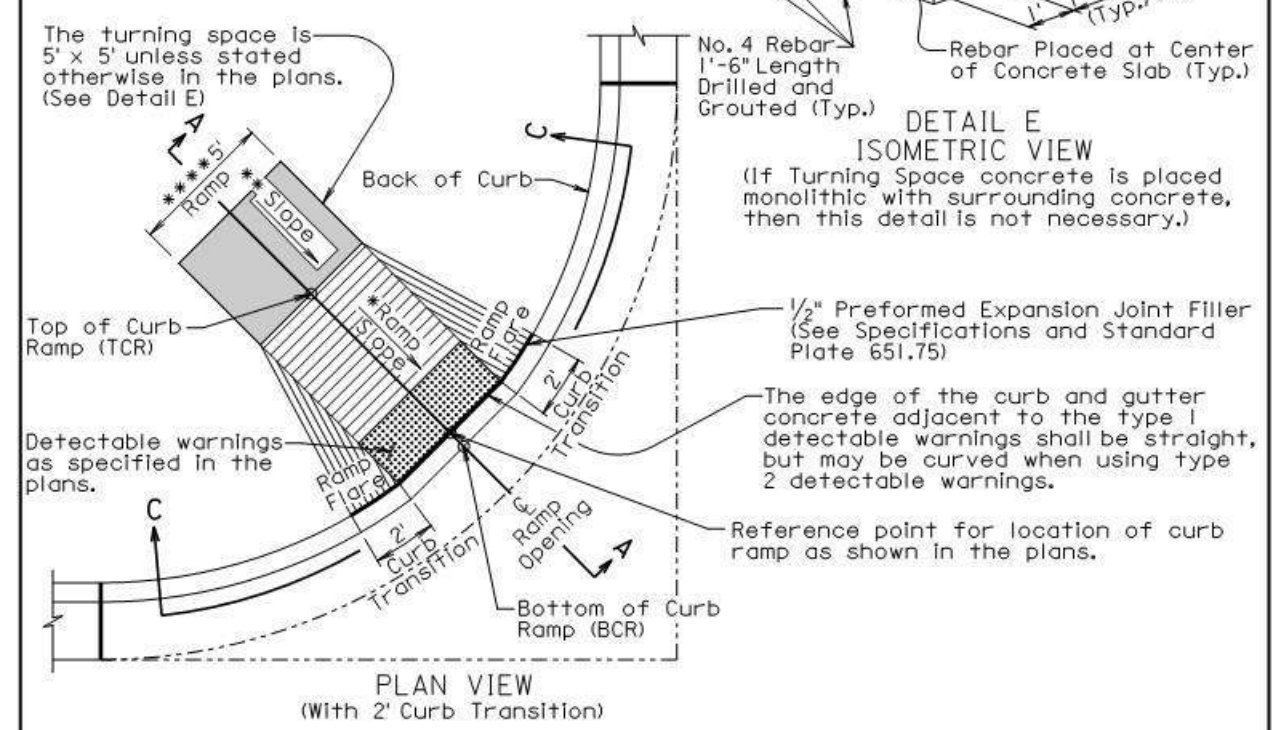 The turning space is
5' x 5' unless stated
otherwise in the plans.
(See Detail E)
No. 4 Rebar
1'-6" Length
Drilled and
Grouted (Typ.)
1'
(Typ.)
Rebar Placed at Center
of Concrete Slab (Typ.)
DETAIL E
ISOMETRIC VIEW
(If Turning Space concrete is placed
monolithic with surrounding concrete,
then this detail is not necessary.)
A
C
****5'
Ramp
** Slope
Back of Curb
Top of Curb
Ramp (TCR)
*Ramp
Slope
Ramp
Flare
1/2" Preformed Expansion Joint Filler
(See Specifications and Standard
Plate 651.75)
2'
Curb
Transition
The edge of the curb and gutter
concrete adjacent to the type 1
detectable warnings shall be straight,
but may be curved when using type
2 detectable warnings.
Detectable warnings
as specified in the
plans.
Ramp
Flare
C
2'
Curb
Transition
℄
Ramp
Opening
A
Reference point for location of curb
ramp as shown in the plans.
Bottom of Curb
Ramp (BCR)
PLAN VIEW
(With 2' Curb Transition)